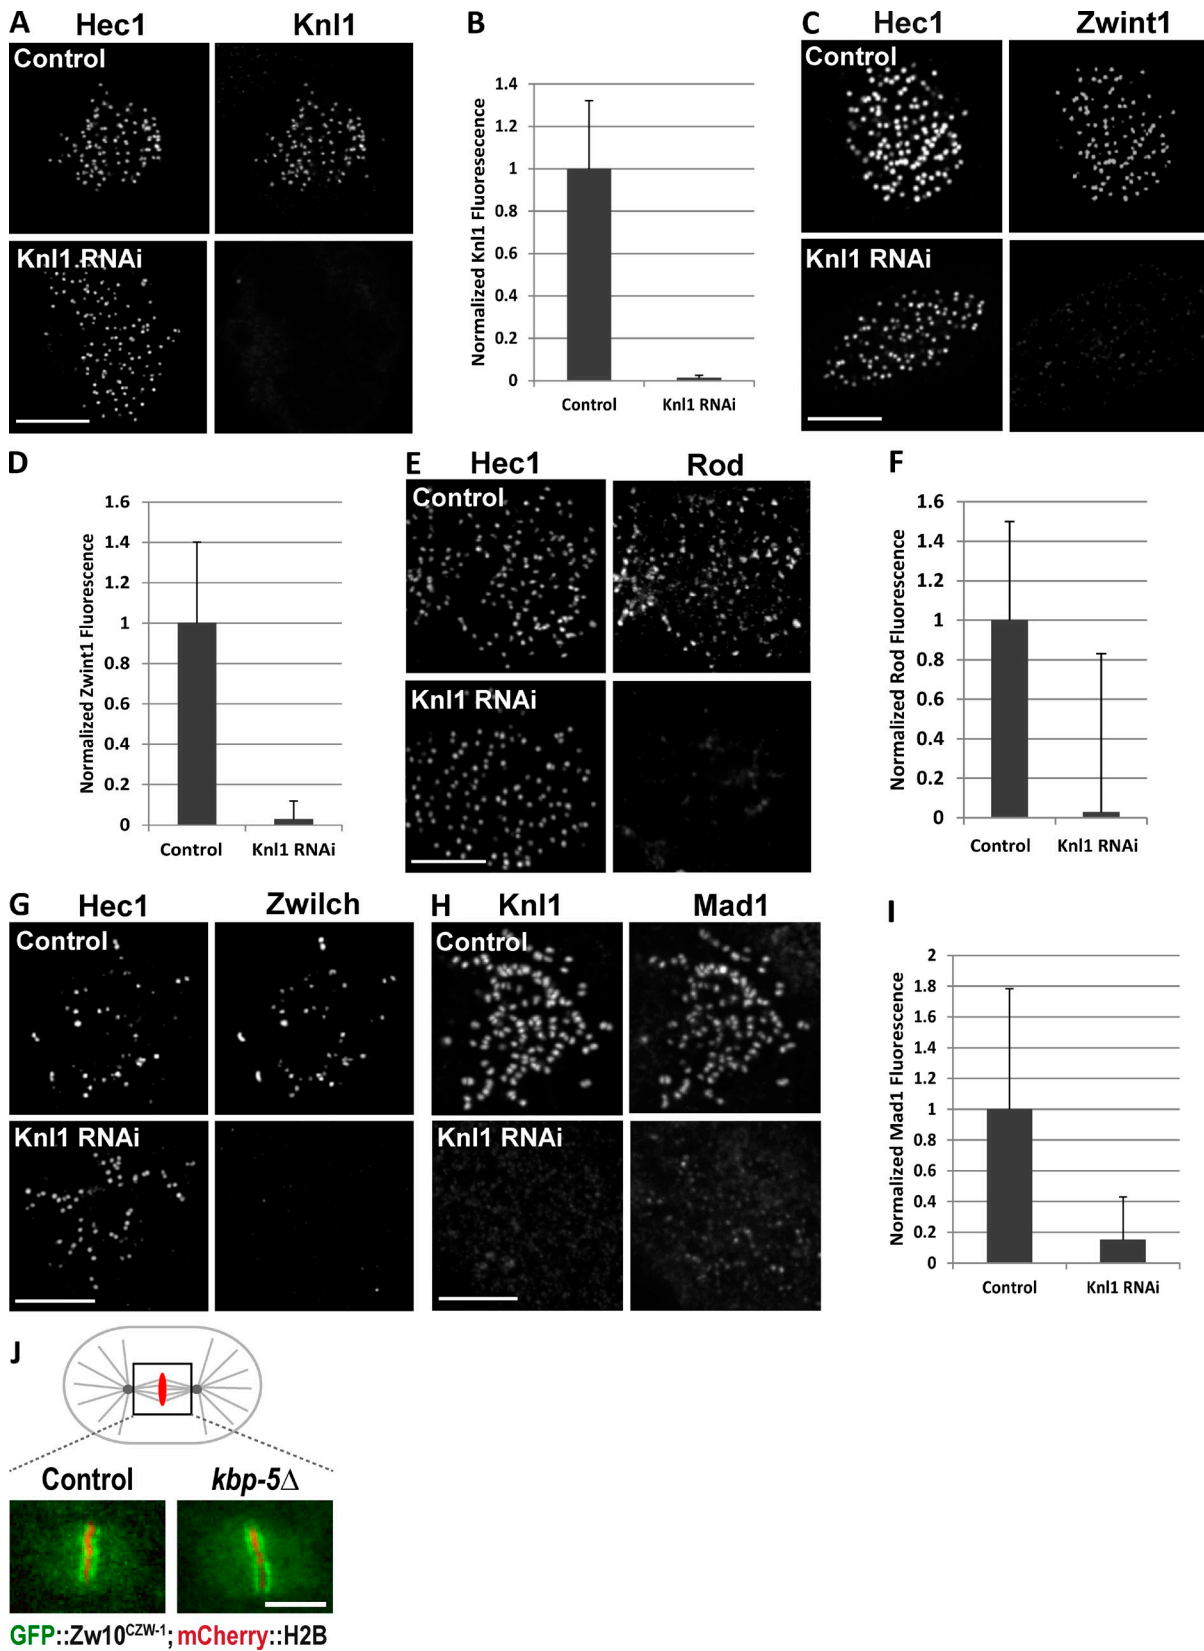 A
Hec1 Knl1
Control
Knl1 RNAi
B
Normalized Knl1 Fluoresecence
1.4
1.2
1
0.8
0.6
0.4
0.2
0
Control Knl1 RNAi
C
Hec1 Zwint1
Control
Knl1 RNAi
D
Normalized Zwint1 Fluorescence
1.6
1.4
1.2
1
0.8
0.6
0.4
0.2
0
Control Knl1 RNAi
E
Hec1 Rod
Control
Knl1 RNAi
F
Normalized Rod Fluorescence
1.6
1.4
1.2
1
0.8
0.6
0.4
0.2
0
Control Knl1 RNAi
G
Hec1 Zwilch
Control
Knl1 RNAi
H
Knl1 Mad1
Control
Knl1 RNAi
I
Normalized Mad1 Fluorescence
2
1.8
1.6
1.4
1.2
1
0.8
0.6
0.4
0.2
0
Control Knl1 RNAi
J
Control kbp-5Δ
GFP::Zw10CZW-1; mCherry::H2B